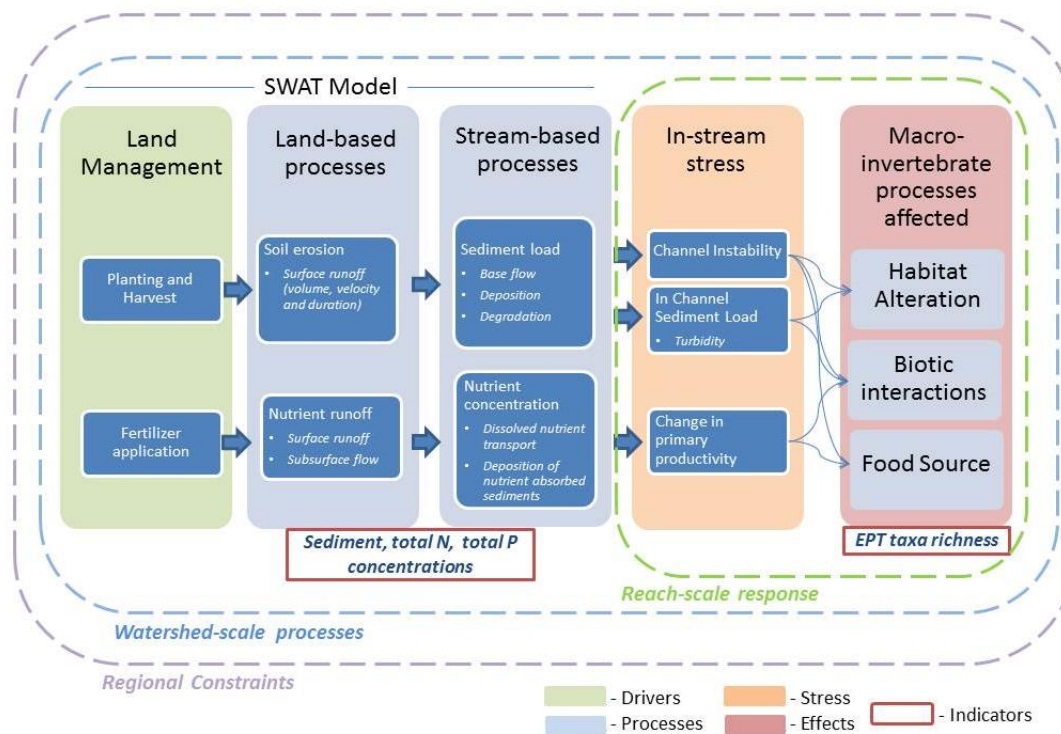 SWAT Model
Land
Management
Planting and
Harvest
Fertilizer
application
Land-based
processes
Soil erosion
• Surface runoff
(volume, velocity
and duration)
Nutrient runoff
• Surface runoff
• Subsurface flow
Stream-based
processes
Sediment load
• Base flow
• Deposition
• Degradation
Nutrient
concentration
• Dissolved nutrient
transport
• Deposition of
nutrient absorbed
sediments
Sediment, total N, total P
concentrations
In-stream
stress
Channel Instability
In Channel
Sediment Load
• Turbidity
Change in
primary
productivity
Macro-
invertebrate
processes
affected
Habitat
Alteration
Biotic
interactions
Food Source
EPT taxa richness
Reach-scale response
Watershed-scale processes
Regional Constraints
- Drivers
- Processes
- Stress
- Effects
- Indicators